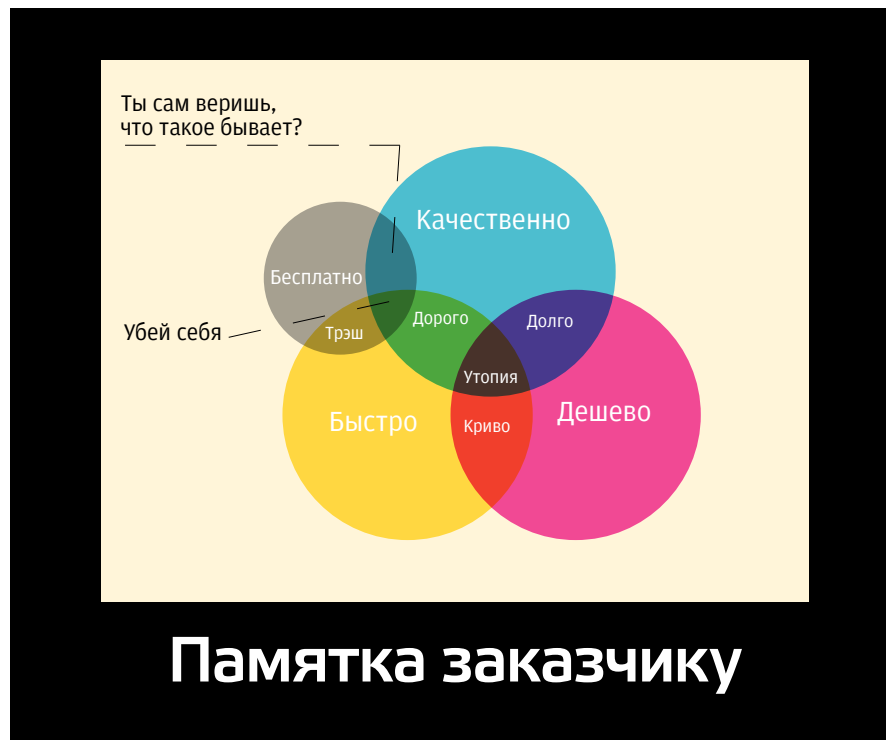 Ты сам веришь,
что такое бывает?
Качественно
Бесплатно
Дорого
Долго
Убей себя
Трэш
Утопия
Быстро
Криво
Дешево
Памятка заказчику